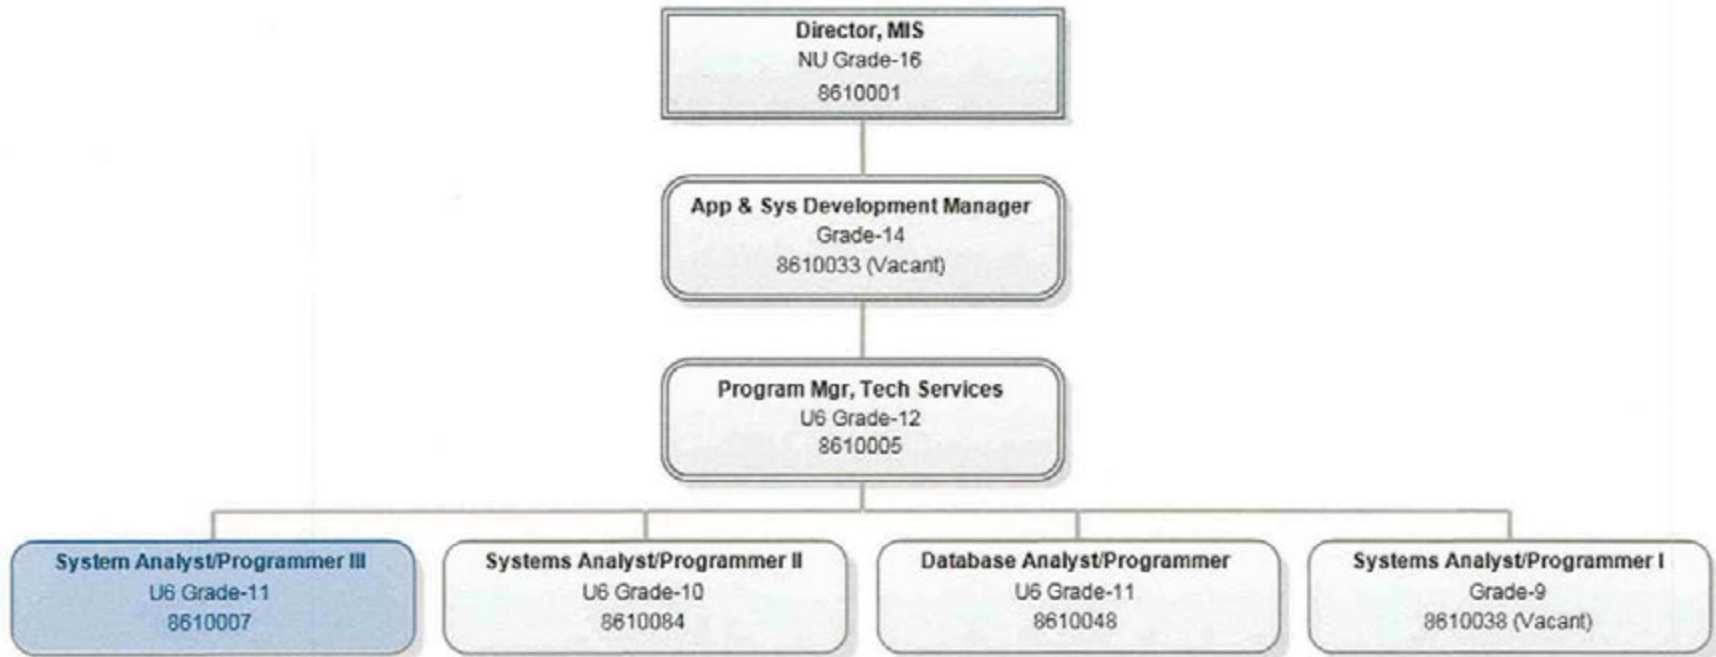 Director, MIS
NU Grade-16
8610001
App & Sys Development Manager
Grade-14
8610033 (Vacant)
Program Mgr, Tech Services
U6 Grade-12
8610005
System Analyst/Programmer III
U6 Grade-11
8610007
Systems Analyst/Programmer II
U6 Grade-10
8610084
Database Analyst/Programmer
U6 Grade-11
8610048
Systems Analyst/Programmer I
Grade-9
8610038 (Vacant)